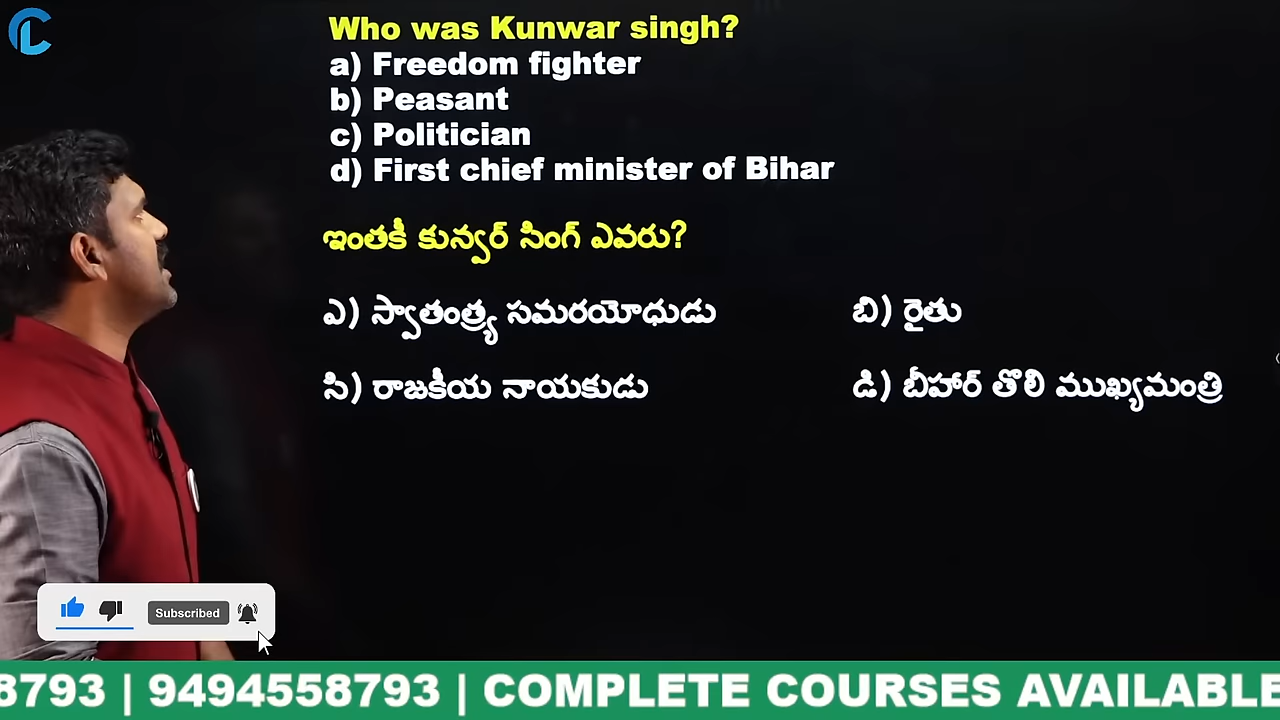 Who was Kunwar singh?
a) Freedom fighter
b) Peasant
c) Politician
d) First chief minister of Bihar
ఇంతకీ కున్వర్ సింగ్ ఎవరు?
ఎ) స్వాతంత్ర్య సమరయోధుడు బి) రైతు
సి) రాజకీయ నాయకుడు డి) బీహార్ తొలి ముఖ్యమంత్రి
Subscribed
8793 | 9494558793 | COMPLETE COURSES AVAILABLE